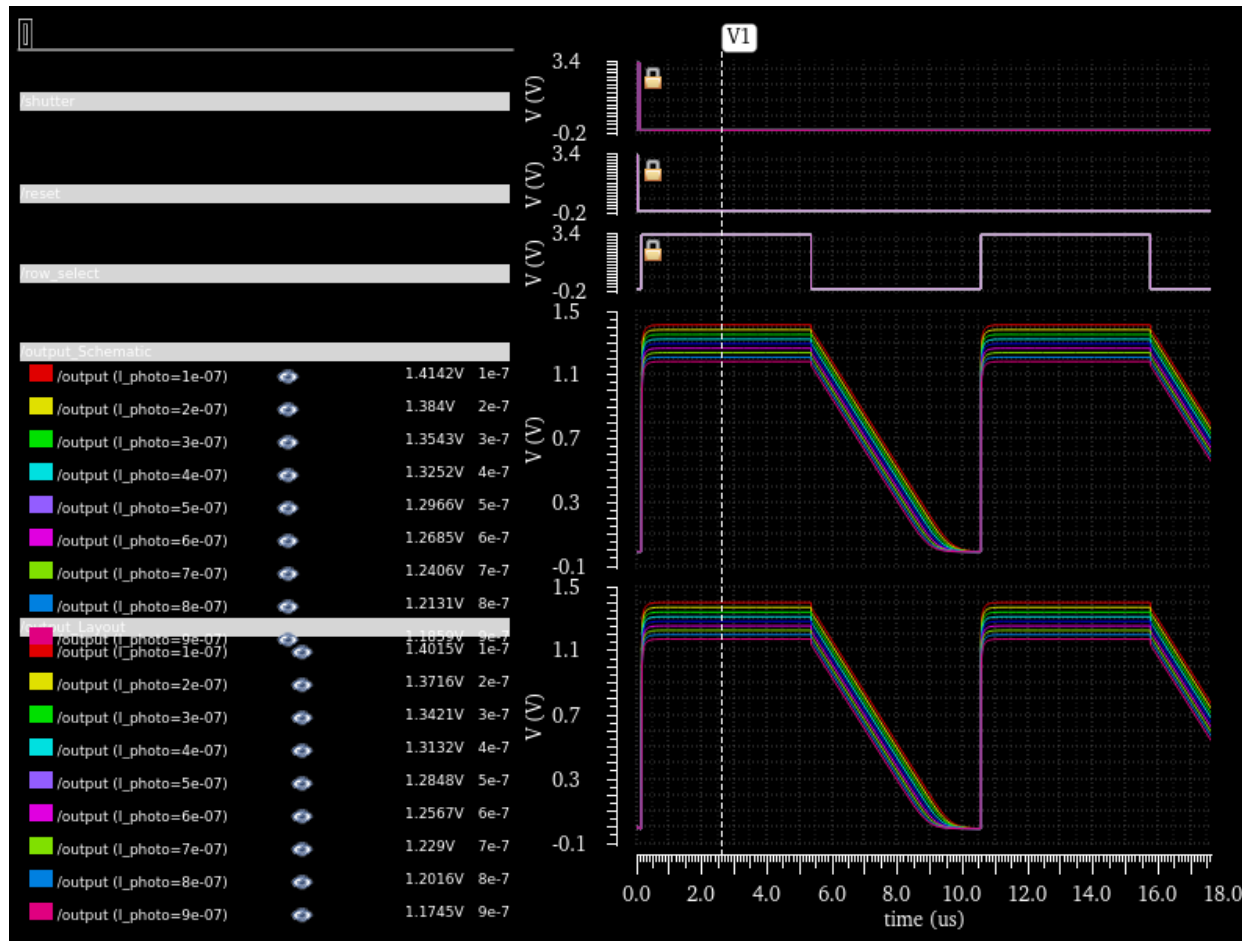 V1
/shutter
V (V)
3.4
-0.2
/reset
V (V)
3.4
-0.2
/row_select
V (V)
3.4
-0.2
/output_Schematic
/output (I_photo=1e-07) 1.4142V 1e-7
/output (I_photo=2e-07) 1.384V 2e-7
/output (I_photo=3e-07) 1.3543V 3e-7
/output (I_photo=4e-07) 1.3252V 4e-7
/output (I_photo=5e-07) 1.2966V 5e-7
/output (I_photo=6e-07) 1.2685V 6e-7
/output (I_photo=7e-07) 1.2406V 7e-7
/output (I_photo=8e-07) 1.2131V 8e-7
/output (I_photo=9e-07) 1.1859V 9e-7
V (V)
1.5
1.1
0.7
0.3
-0.1
/output_Layout
/output (I_photo=1e-07) 1.4015V 1e-7
/output (I_photo=2e-07) 1.3716V 2e-7
/output (I_photo=3e-07) 1.3421V 3e-7
/output (I_photo=4e-07) 1.3132V 4e-7
/output (I_photo=5e-07) 1.2848V 5e-7
/output (I_photo=6e-07) 1.2567V 6e-7
/output (I_photo=7e-07) 1.229V 7e-7
/output (I_photo=8e-07) 1.2016V 8e-7
/output (I_photo=9e-07) 1.1745V 9e-7
V (V)
1.5
1.1
0.7
0.3
-0.1
0.0 2.0 4.0 6.0 8.0 10.0 12.0 14.0 16.0 18.0
time (us)